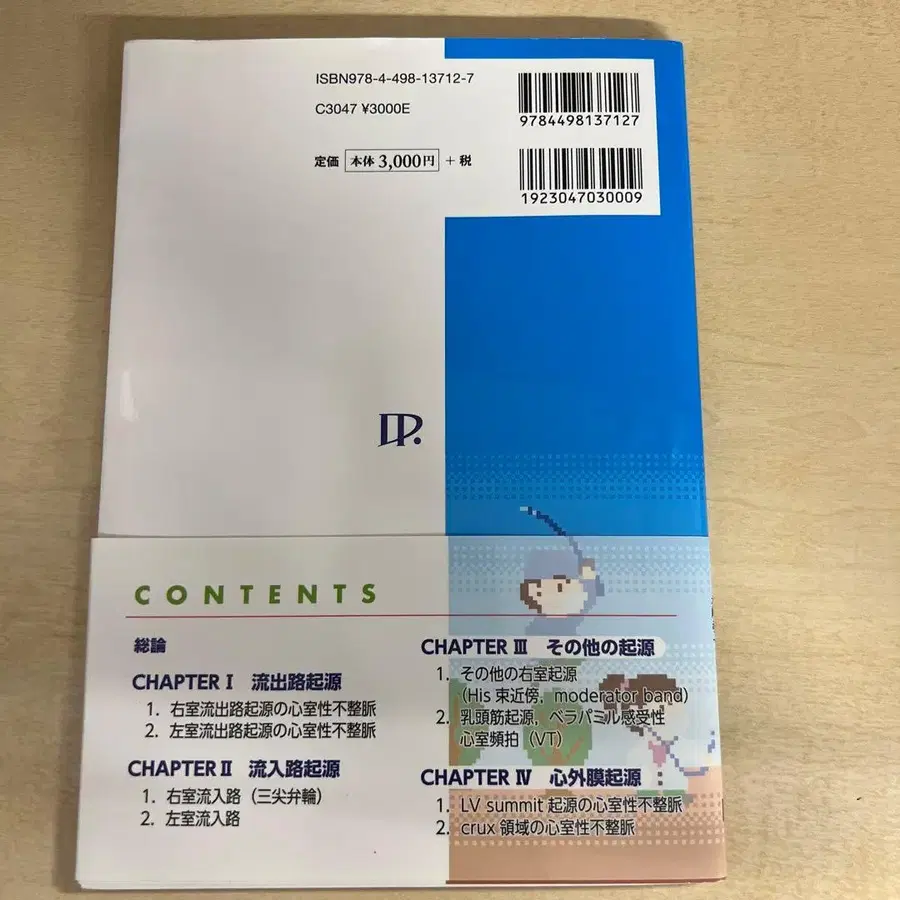 ISBN978-4-498-13712-7
C3047 ¥3000E
定価 本体 3,000円 + 税
9784498137127
1923047030009
CONTENTS
総論
CHAPTER Ⅰ 流出路起源
1. 右室流出路起源の心室性不整脈
2. 左室流出路起源の心室性不整脈
CHAPTER Ⅱ 流入路起源
1. 右室流入路（三尖弁輪）
2. 左室流入路
CHAPTER Ⅲ その他の起源
1. その他の右室起源
（His 束近傍，moderator band）
2. 乳頭筋起源，ベラパミル感受性
心室頻拍（VT）
CHAPTER Ⅳ 心外膜起源
1. LV summit 起源の心室性不整脈
2. crux 領域の心室性不整脈